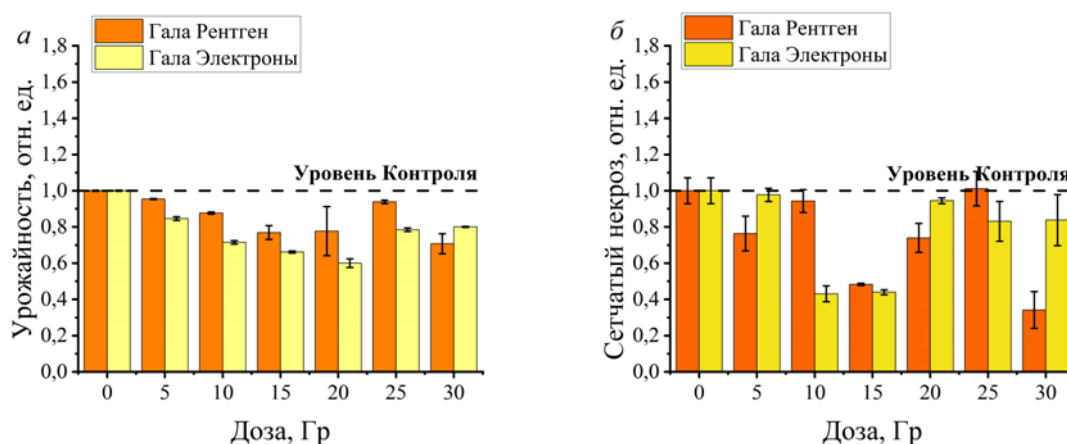 а
Гала Рентген
Гала Электроны
1,8
1,6
1,4
1,2
1,0
0,8
0,6
0,4
0,2
0,0
Урожайность, отн. ед.
Уровень Контроля
0 5 10 15 20 25 30
Доза, Гр
б
Гала Рентген
Гала Электроны
1,8
1,6
1,4
1,2
1,0
0,8
0,6
0,4
0,2
0,0
Сетчатый некроз, отн. ед.
Уровень Контроля
0 5 10 15 20 25 30
Доза, Гр